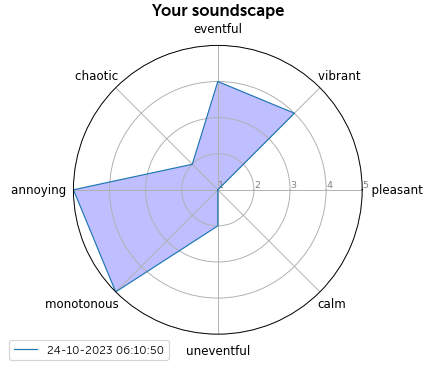 Your soundscape
eventful
chaotic
vibrant
annoying
1 2 3 4 5
pleasant
monotonous
calm
24-10-2023 06:10:50
uneventful